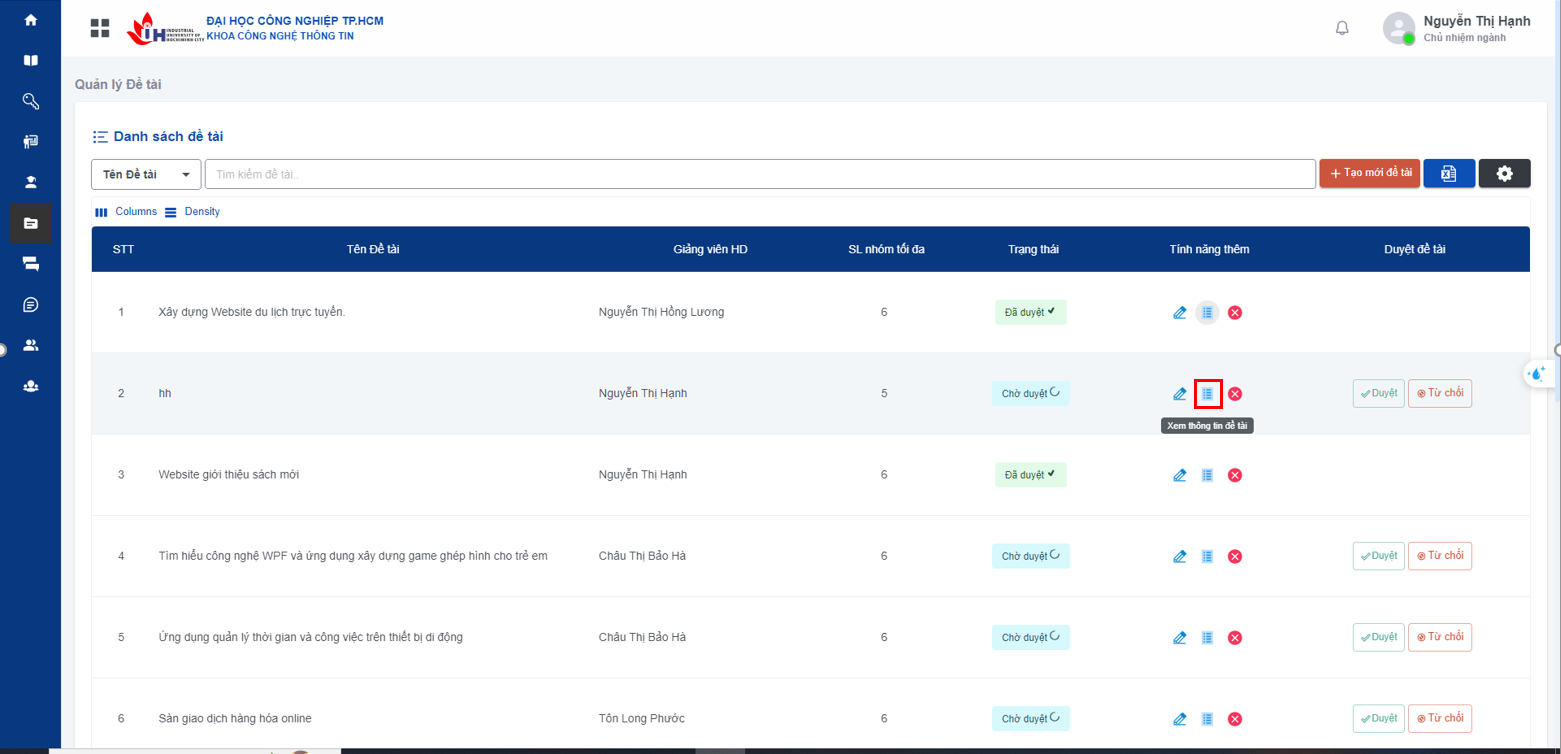 ĐẠI HỌC CÔNG NGHIỆP TP.HCM
KHOA CÔNG NGHỆ THÔNG TIN
IUH
INDUSTRIAL
UNIVERSITY OF
HOCHIMINH CITY
Nguyễn Thị Hạnh
Chủ nhiệm ngành
Quản lý Đề tài
Danh sách đề tài
Tên Đề tài
Tìm kiếm đề tài..
+ Tạo mới đề tài
Columns Density
STT Tên Đề tài Giảng viên HD SL nhóm tối đa Trạng thái Tính năng thêm Duyệt đề tài
1 Xây dựng Website du lịch trực tuyến. Nguyễn Thị Hồng Lương 6 Đã duyệt
2 hh Nguyễn Thị Hạnh 5 Chờ duyệt Duyệt Từ chối
Xem thông tin đề tài
3 Website giới thiệu sách mới Nguyễn Thị Hạnh 6 Đã duyệt
4 Tìm hiểu công nghệ WPF và ứng dụng xây dựng game ghép hình cho trẻ em Châu Thị Bảo Hà 6 Chờ duyệt Duyệt Từ chối
5 Ứng dụng quản lý thời gian và công việc trên thiết bị di động Châu Thị Bảo Hà 6 Chờ duyệt Duyệt Từ chối
6 Sàn giao dịch hàng hóa online Tôn Long Phước 6 Chờ duyệt Duyệt Từ chối